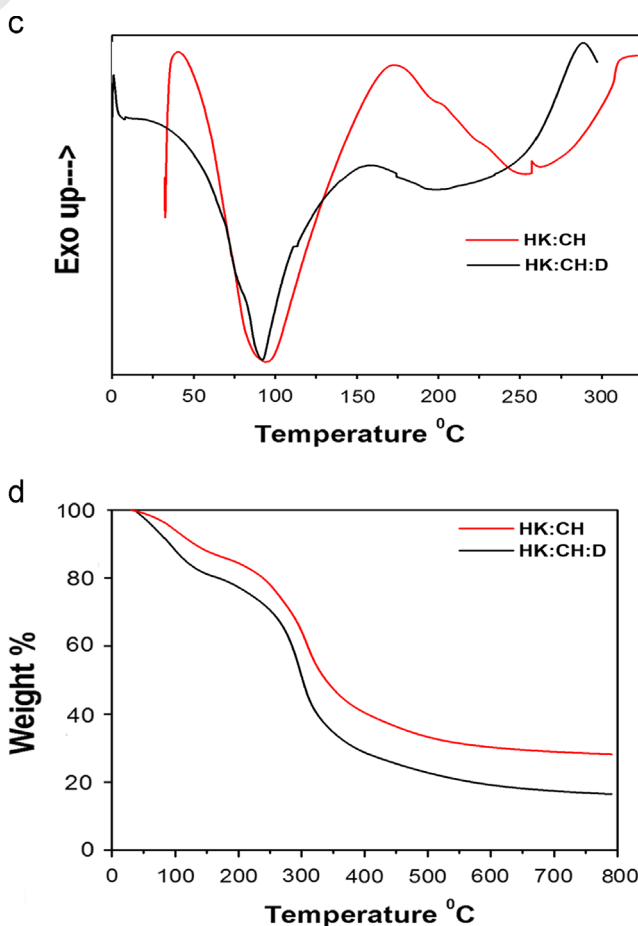 c
Exo up--->
HK:CH
HK:CH:D
0 50 100 150 200 250 300
Temperature ⁰C
d
Weight %
100
80
60
40
20
0
HK:CH
HK:CH:D
0 100 200 300 400 500 600 700 800
Temperature ⁰C